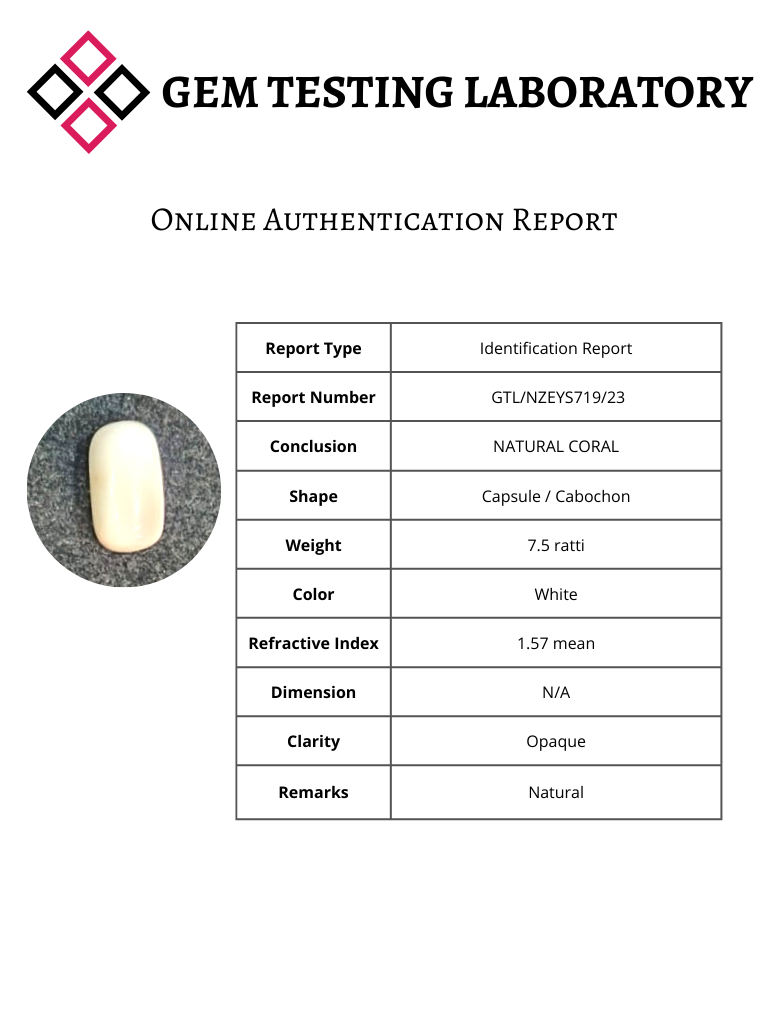 GEM TESTING LABORATORY
Online Authentication Report
Report Type Identification Report
Report Number GTL/NZEYS719/23
Conclusion NATURAL CORAL
Shape Capsule / Cabochon
Weight 7.5 ratti
Color White
Refractive Index 1.57 mean
Dimension N/A
Clarity Opaque
Remarks Natural